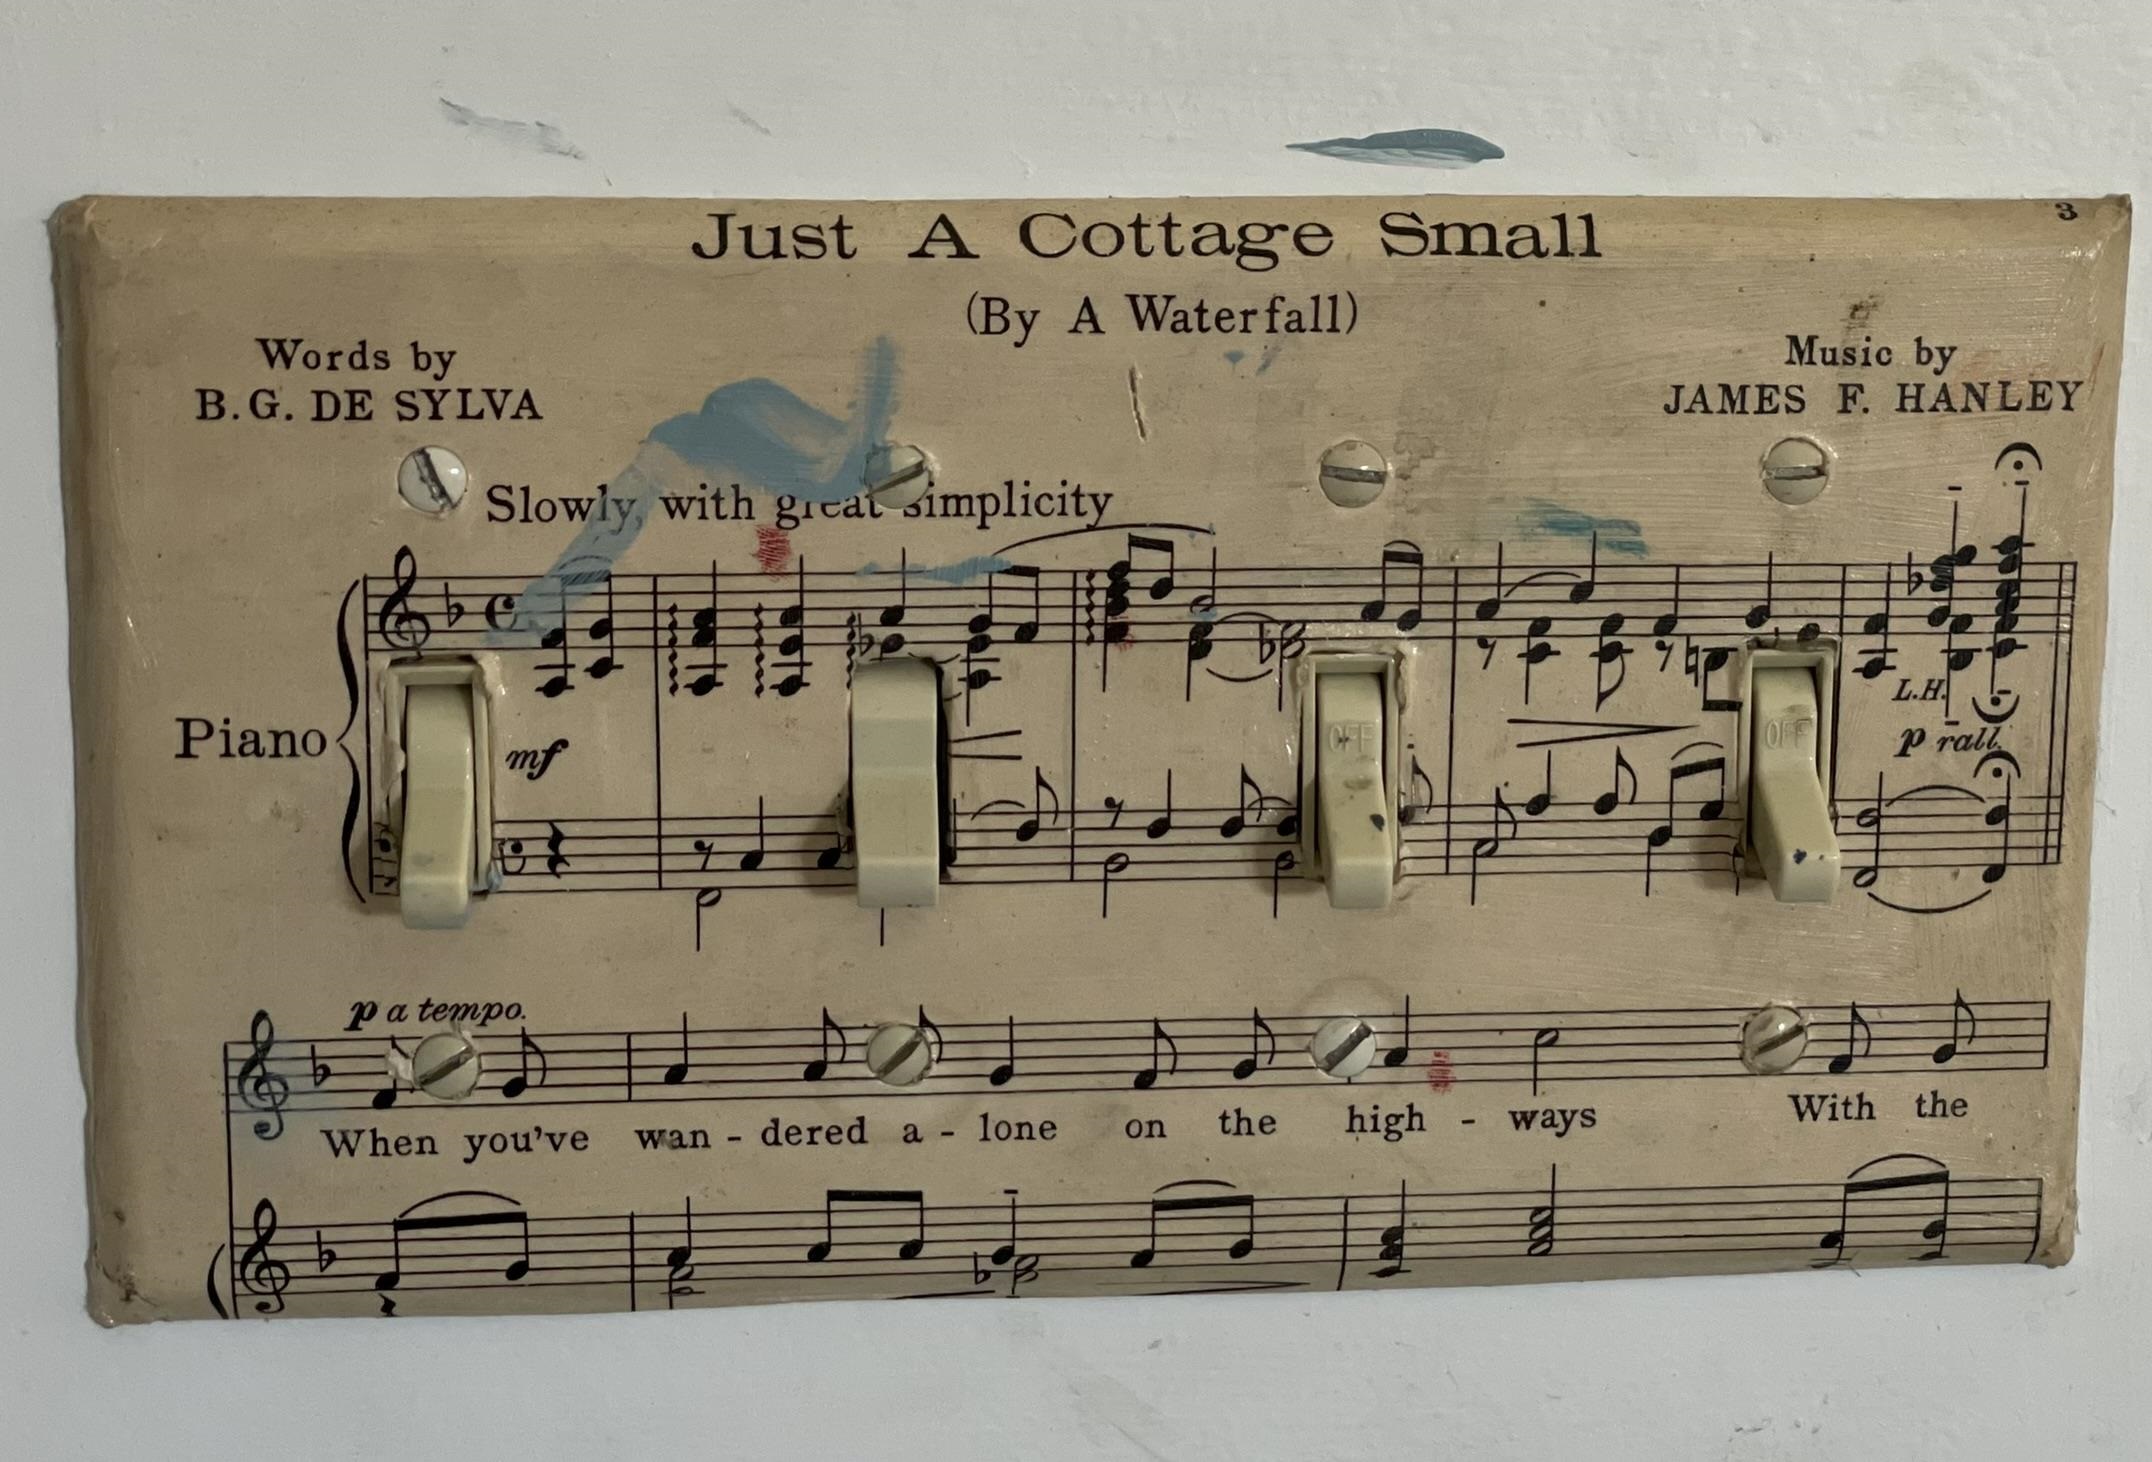 3
Just A Cottage Small
(By A Waterfall)
Words by
B.G. DE SYLVA
Music by
JAMES F. HANLEY
Slowly, with great simplicity
Piano
mf
OFF
OFF
L.H.
p rall.
p a tempo.
When you've wan - dered a - lone on the high - ways With the